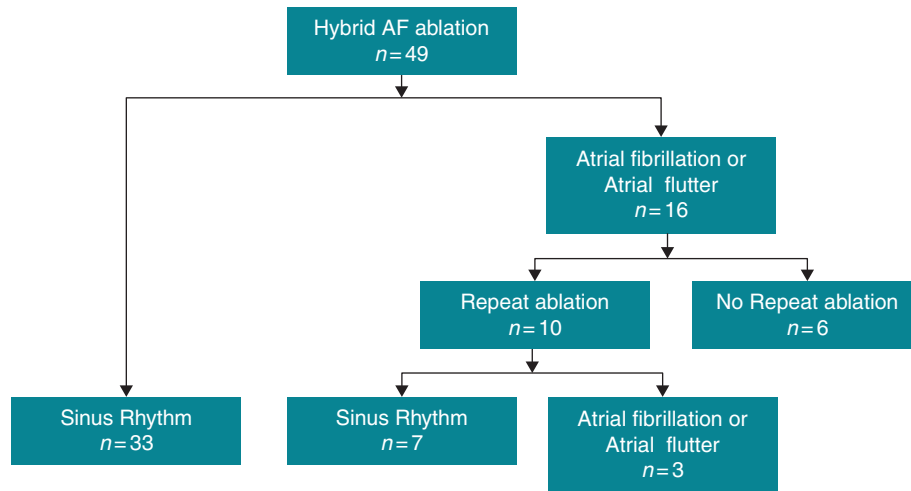 Hybrid AF ablation
n=49
Atrial fibrillation or
Atrial flutter
n=16
Repeat ablation
n=10
No Repeat ablation
n=6
Sinus Rhythm
n=33
Sinus Rhythm
n=7
Atrial fibrillation or
Atrial flutter
n=3